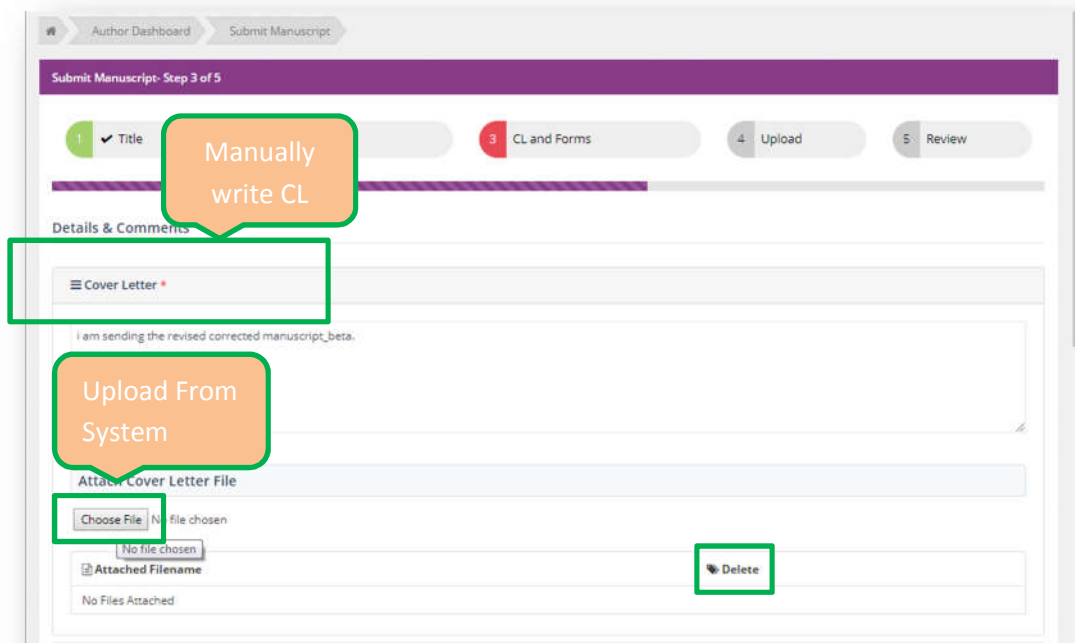 Author Dashboard Submit Manuscript
Submit Manuscript- Step 3 of 5
1 ✔ Title 3 CL and Forms 4 Upload 5 Review
Manually
write CL
Details & Comments
Cover Letter *
i am sending the revised corrected manuscript_beta.
Upload From
System
Attach Cover Letter File
Choose File No file chosen
No file chosen
Attached Filename Delete
No Files Attached